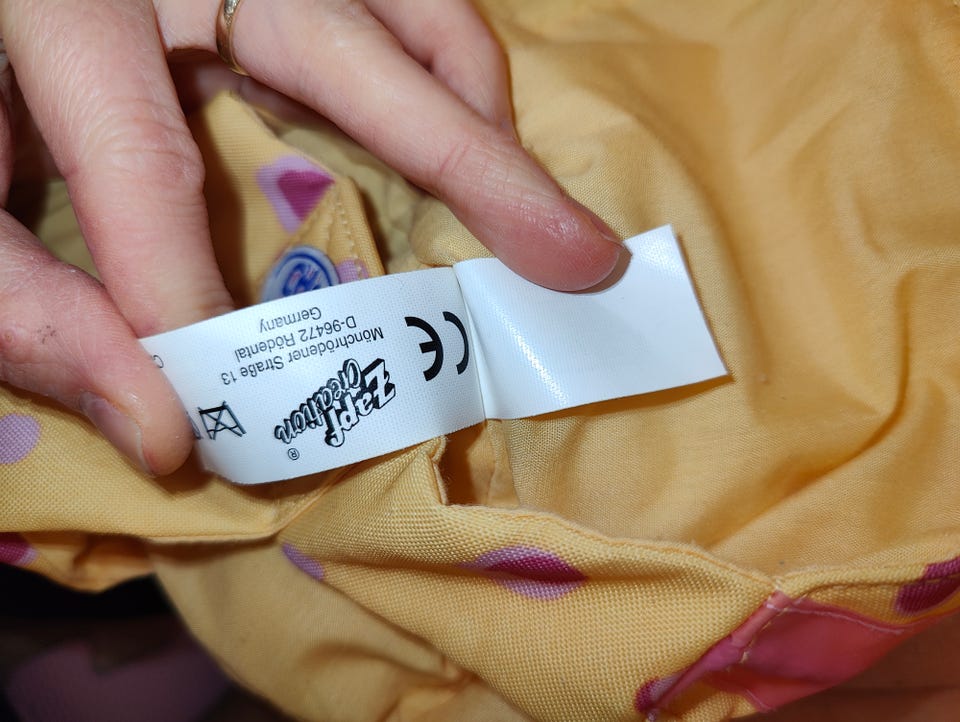 Zapf
Creation
®
Mönchrödener Straße 13
D-96472 Rödental
Germany
CE